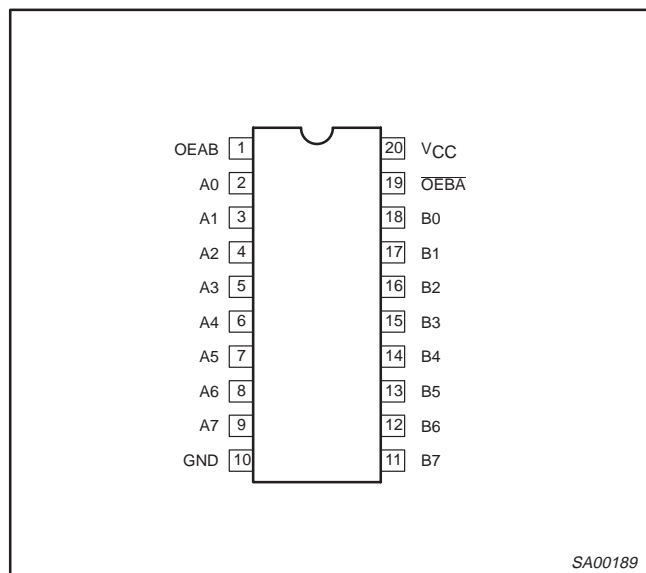 OEAB 1 20 VCC
A0 2 19 O̅E̅B̅A̅
A1 3 18 B0
A2 4 17 B1
A3 5 16 B2
A4 6 15 B3
A5 7 14 B4
A6 8 13 B5
A7 9 12 B6
GND 10 11 B7
SA00189